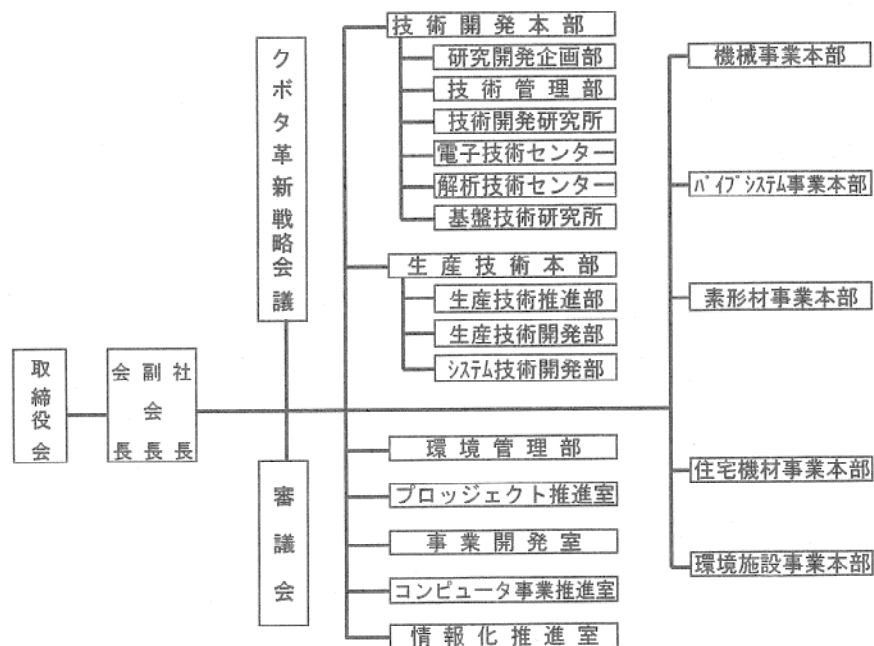 取締役会
会長
副会長
社長
クボタ革新戦略会議
審議会
技術開発本部
研究開発企画部
技術管理部
技術開発研究所
電子技術センター
解析技術センター
基盤技術研究所
生産技術本部
生産技術推進部
生産技術開発部
システム技術開発部
環境管理部
プロッジェクト推進室
事業開発室
コンピュータ事業推進室
情報化推進室
機械事業本部
パイプシステム事業本部
素形材事業本部
住宅機材事業本部
環境施設事業本部